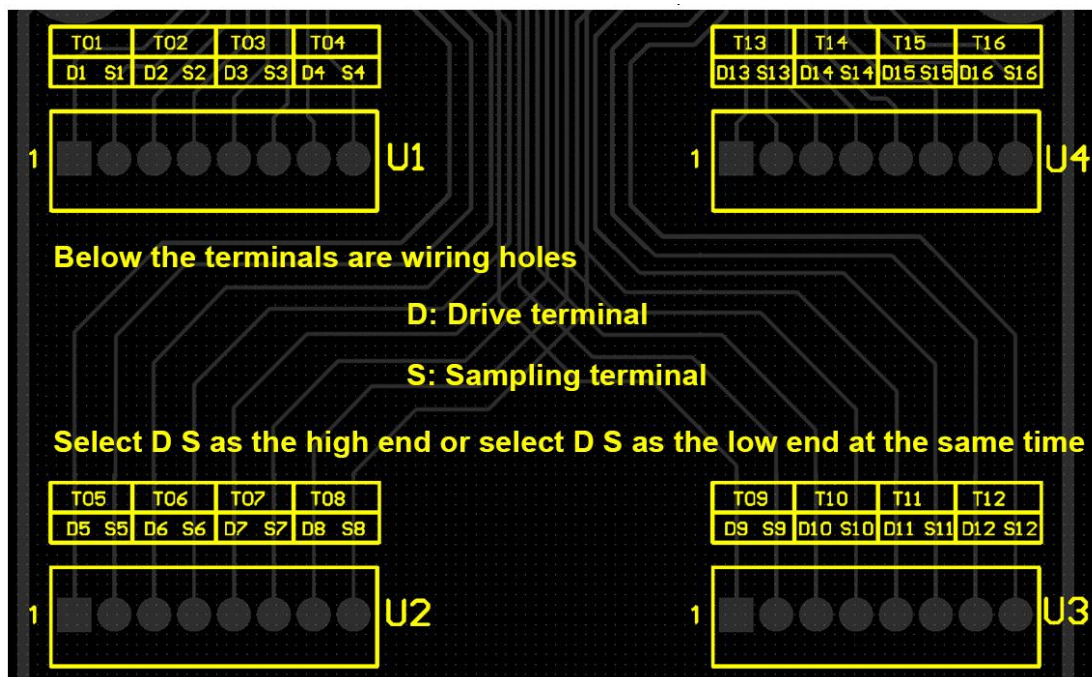 T01 T02 T03 T04
D1 S1 D2 S2 D3 S3 D4 S4
1 U1
T13 T14 T15 T16
D13 S13 D14 S14 D15 S15 D16 S16
1 U4
Below the terminals are wiring holes
D: Drive terminal
S: Sampling terminal
Select D S as the high end or select D S as the low end at the same time
T05 T06 T07 T08
D5 S5 D6 S6 D7 S7 D8 S8
1 U2
T09 T10 T11 T12
D9 S9 D10 S10 D11 S11 D12 S12
1 U3